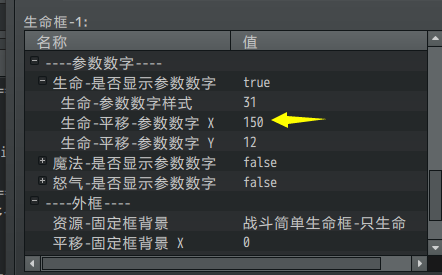 生命框-1:
名称 值
----参数数字----
生命-是否显示参数数字 true
生命-参数数字样式 31
生命-平移-参数数字 X 150
生命-平移-参数数字 Y 12
魔法-是否显示参数数字 false
怒气-是否显示参数数字 false
----外框----
资源-固定框背景 战斗简单生命框-只生命
平移-固定框背景 X 0